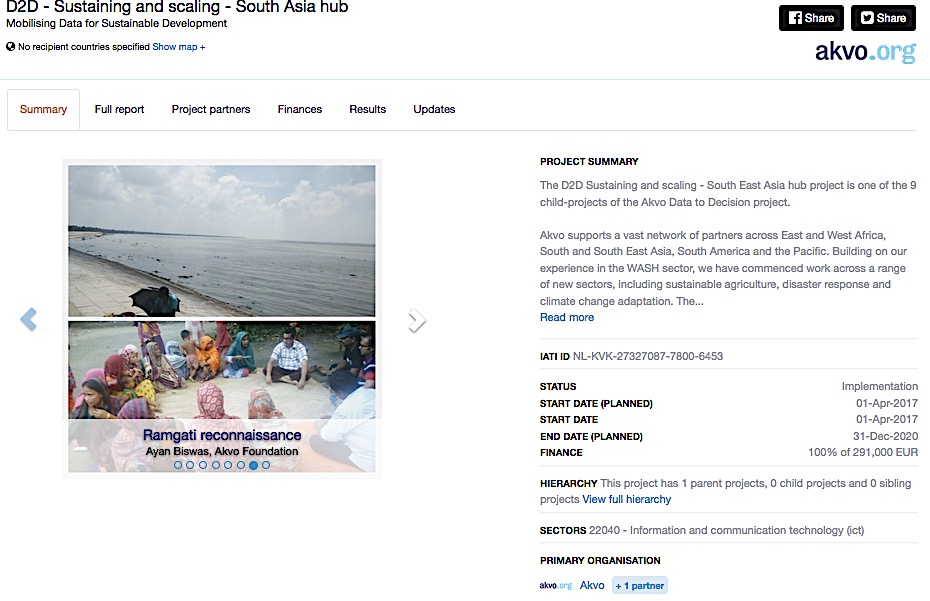 D2D - Sustaining and scaling - South Asia hub
Mobilising Data for Sustainable Development
No recipient countries specified Show map +
Share Share
akvo.org
Summary Full report Project partners Finances Results Updates
Ramgati reconnaissance
Ayan Biswas, Akvo Foundation
PROJECT SUMMARY
The D2D Sustaining and scaling - South East Asia hub project is one of the 9
child-projects of the Akvo Data to Decision project.
Akvo supports a vast network of partners across East and West Africa,
South and South East Asia, South America and the Pacific. Building on our
experience in the WASH sector, we have commenced work across a range
of new sectors, including sustainable agriculture, disaster response and
climate change adaptation. The...
Read more
IATI ID NL-KVK-27327087-7800-6453
STATUS Implementation
START DATE (PLANNED) 01-Apr-2017
START DATE 01-Apr-2017
END DATE (PLANNED) 31-Dec-2020
FINANCE 100% of 291,000 EUR
HIERARCHY This project has 1 parent projects, 0 child projects and 0 sibling
projects View full hierarchy
SECTORS 22040 - Information and communication technology (ict)
PRIMARY ORGANISATION
akvo.org Akvo + 1 partner